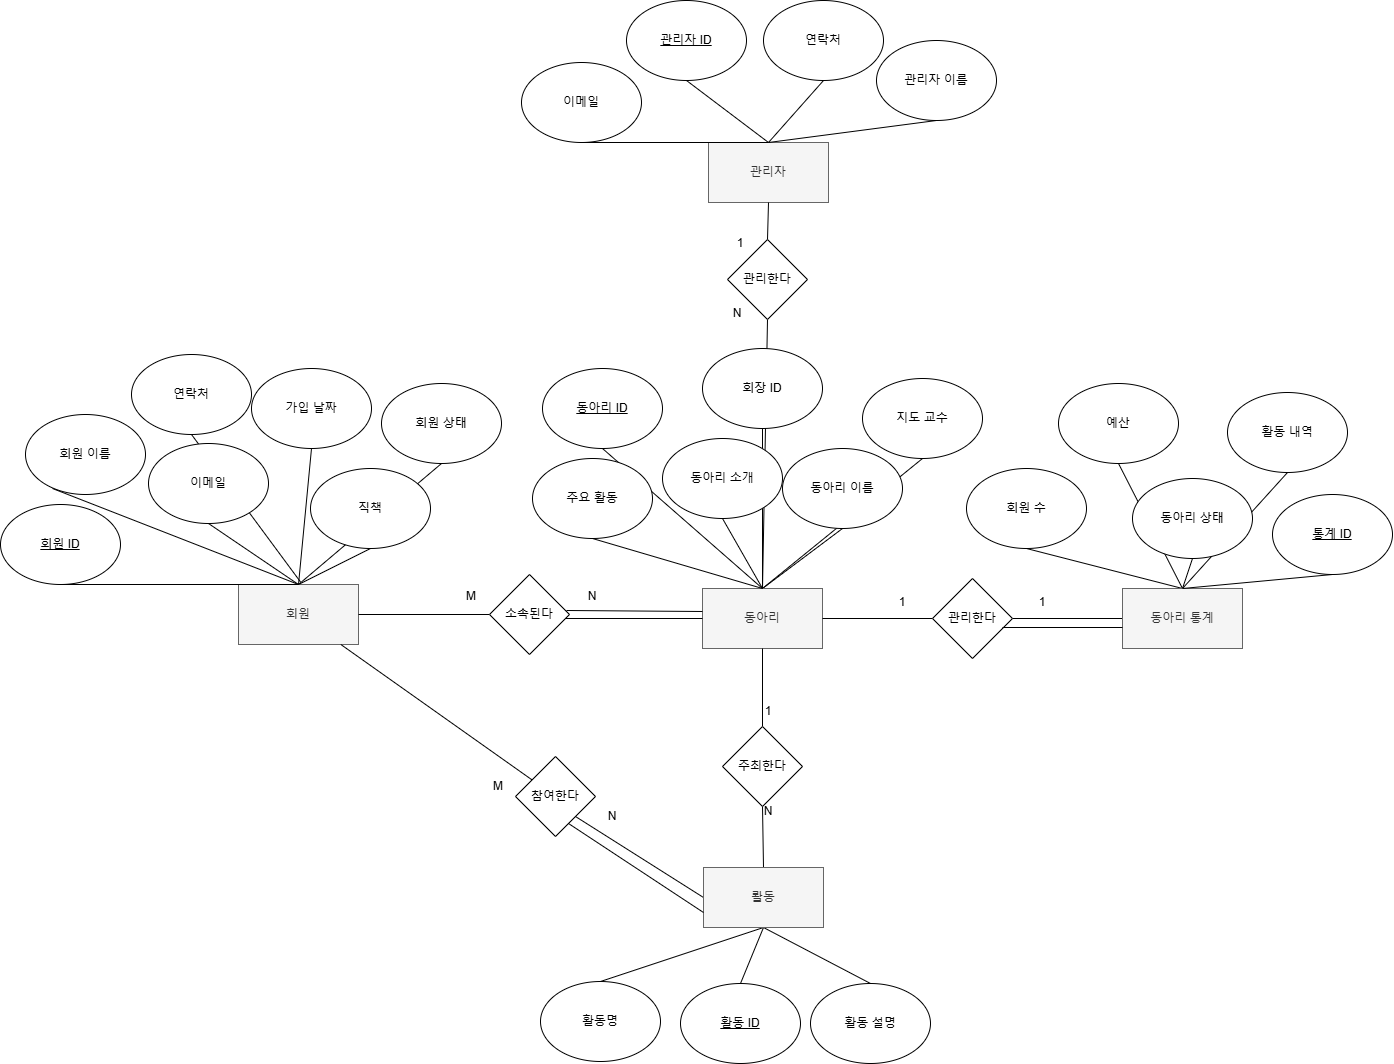 관리자 ID
연락처
관리자 이름
이메일
관리자
1
관리한다
N
회장 ID
연락처
가입 날짜
회원 상태
동아리 ID
지도 교수
예산
활동 내역
회원 이름
이메일
직책
주요 활동
동아리 소개
동아리 이름
회원 수
동아리 상태
통계 ID
회원 ID
회원
M
소속된다
N
동아리
1
관리한다
1
동아리 통계
1
주최한다
N
M
참여한다
N
홛동
활동명
활동 ID
활동 설명